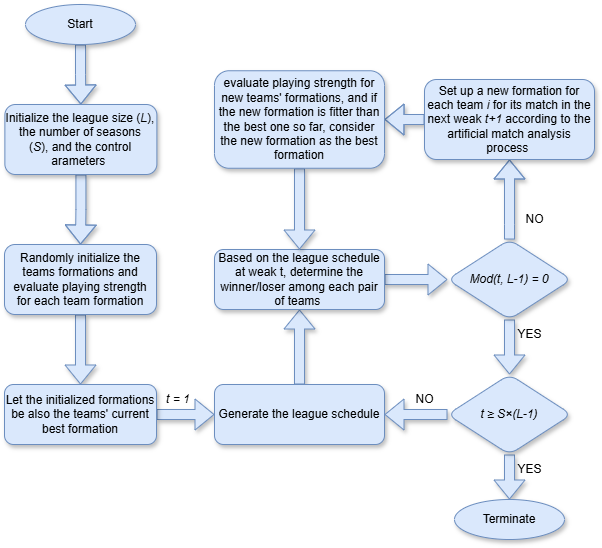 Start
Initialize the league size (L),
the number of seasons
(S), and the control
arameters
Randomly initialize the
teams formations and
evaluate playing strength
for each team formation
Let the initialized formations
be also the teams' current
best formation
t = 1
Generate the league schedule
Based on the league schedule
at weak t, determine the
winner/loser among each pair
of teams
evaluate playing strength for
new teams' formations, and if
the new formation is fitter than
the best one so far, consider
the new formation as the best
formation
Set up a new formation for
each team i for its match in the
next weak t+1 according to the
artificial match analysis
process
NO
Mod(t, L-1) = 0
YES
NO
t ≥ S×(L-1)
YES
Terminate